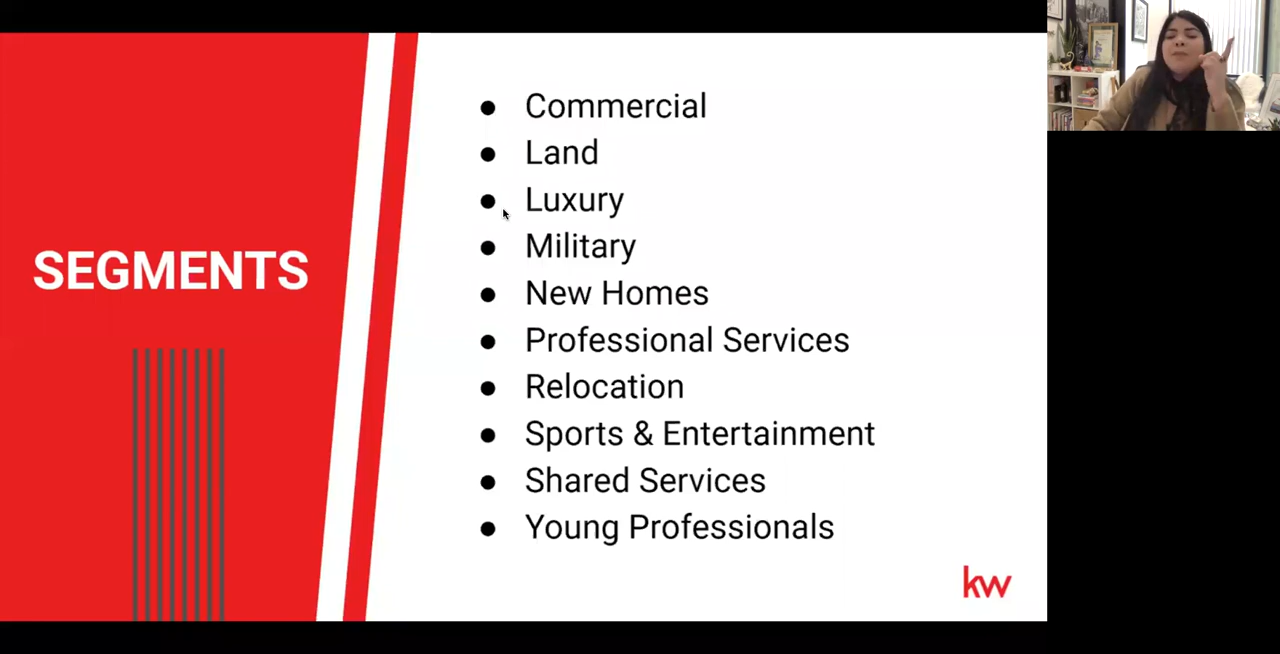 SEGMENTS
● Commercial
● Land
● Luxury
● Military
● New Homes
● Professional Services
● Relocation
● Sports & Entertainment
● Shared Services
● Young Professionals
kw